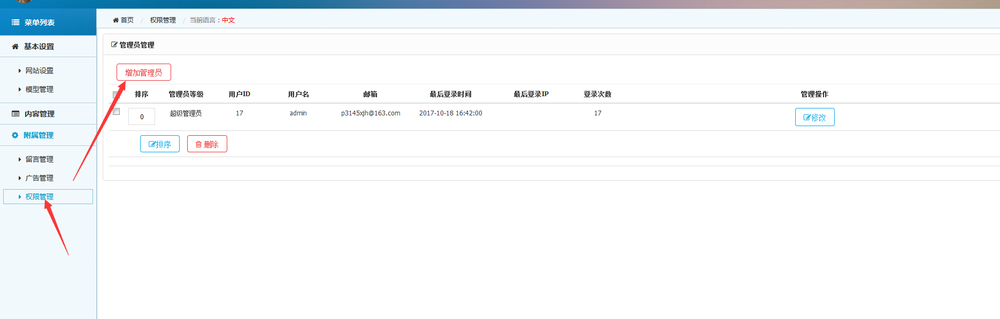 菜单列表
基本设置
网站设置
模型管理
内容管理
附属管理
留言管理
广告管理
权限管理
首页 / 权限管理 / 当前语言：中文
管理员管理
增加管理员
排序 管理员等级 用户ID 用户名 邮箱 最后登录时间 最后登录IP 登录次数 管理操作
0 超级管理员 17 admin p3145xjh@163.com 2017-10-18 16:42:00 17 修改
排序 删除